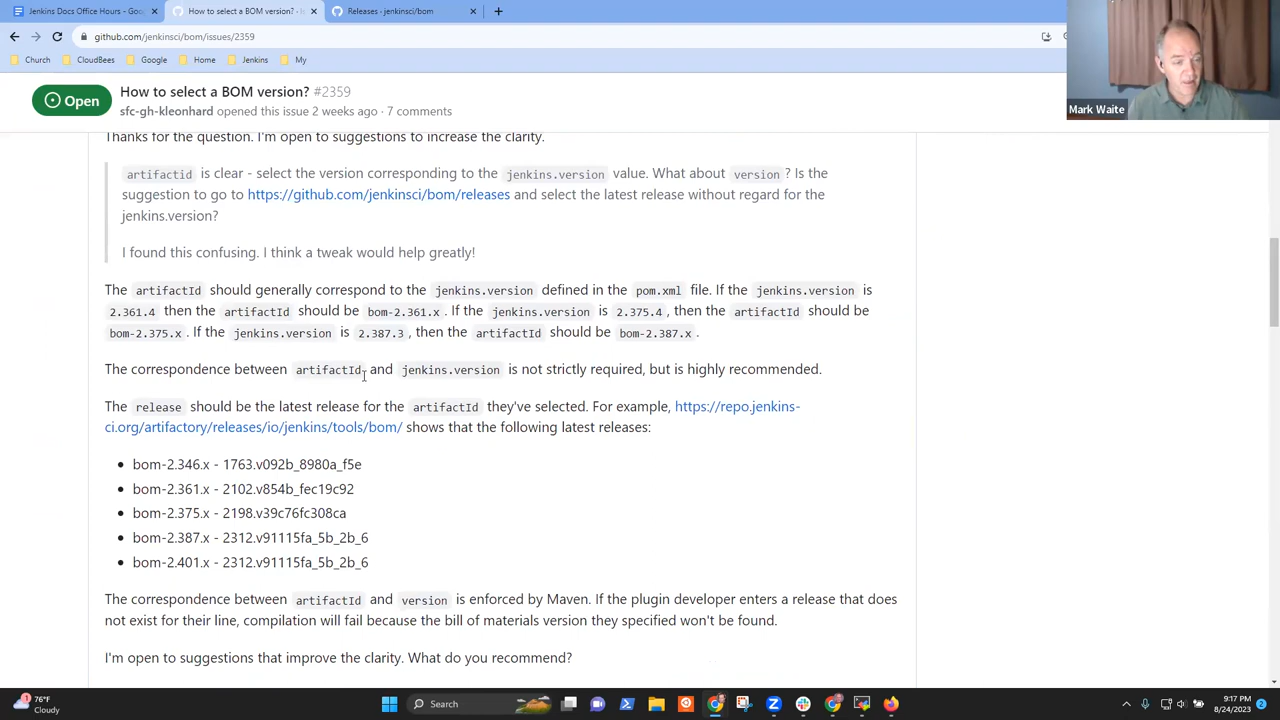 Jenkins Docs Office Hours - Goo
How to select a BOM version? · 
Releases · jenkinsci/bom
github.com/jenkinsci/bom/issues/2359
Church
CloudBees
Google
Home
Jenkins
My
Mark Waite
Open
How to select a BOM version? #2359
sfc-gh-kleonhard opened this issue 2 weeks ago · 7 comments
Thanks for the question. I'm open to suggestions to increase the clarity.
artifactid is clear - select the version corresponding to the jenkins.version value. What about version ? Is the
suggestion to go to https://github.com/jenkinsci/bom/releases and select the latest release without regard for the
jenkins.version?
I found this confusing. I think a tweak would help greatly!
The artifactId should generally correspond to the jenkins.version defined in the pom.xml file. If the jenkins.version is
2.361.4 then the artifactId should be bom-2.361.x. If the jenkins.version is 2.375.4, then the artifactId should be
bom-2.375.x. If the jenkins.version is 2.387.3, then the artifactId should be bom-2.387.x.
The correspondence between artifactId and jenkins.version is not strictly required, but is highly recommended.
The release should be the latest release for the artifactId they've selected. For example, https://repo.jenkins-
ci.org/artifactory/releases/io/jenkins/tools/bom/ shows that the following latest releases:
• bom-2.346.x - 1763.v092b_8980a_f5e
• bom-2.361.x - 2102.v854b_fec19c92
• bom-2.375.x - 2198.v39c76fc308ca
• bom-2.387.x - 2312.v91115fa_5b_2b_6
• bom-2.401.x - 2312.v91115fa_5b_2b_6
The correspondence between artifactId and version is enforced by Maven. If the plugin developer enters a release that does
not exist for their line, compilation will fail because the bill of materials version they specified won't be found.
I'm open to suggestions that improve the clarity. What do you recommend?
76°F
Cloudy
Search
9:17 PM
8/24/2023